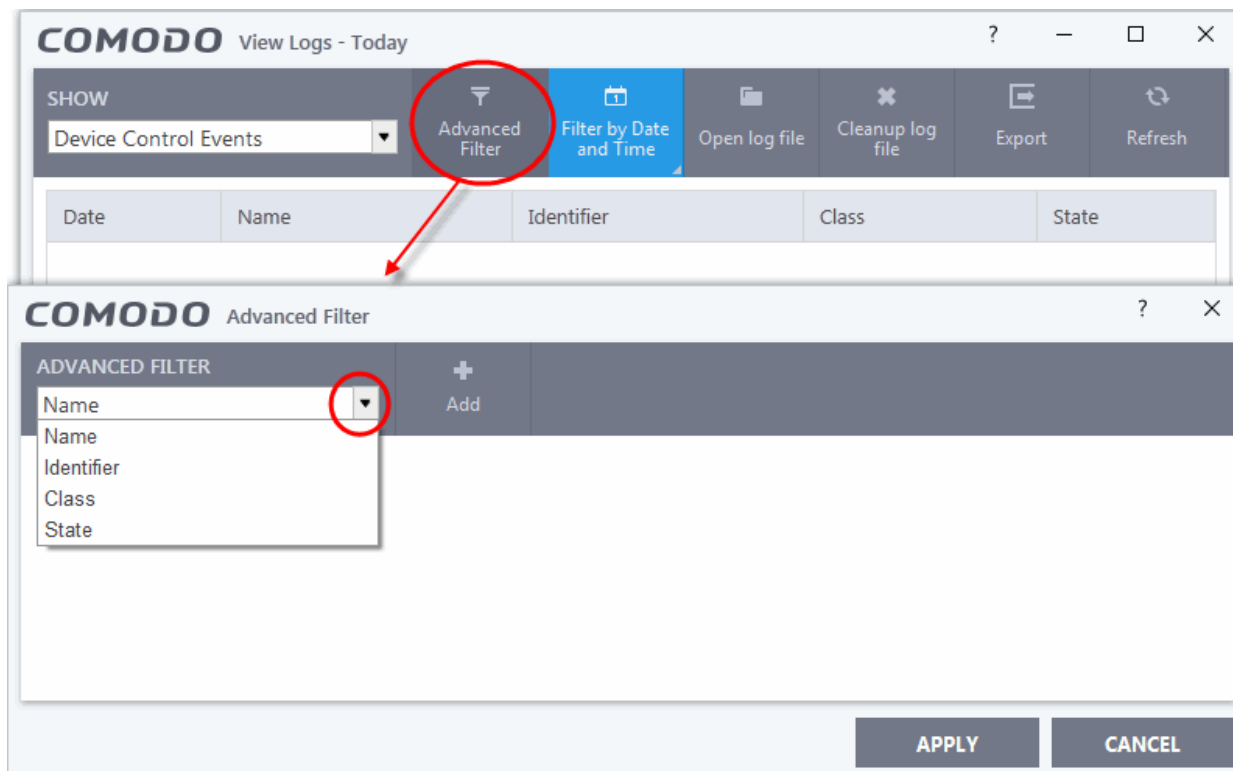 COMODO View Logs - Today ?
SHOW
Device Control Events
Advanced
Filter
Filter by Date
and Time
Open log file
Cleanup log
file
Export
Refresh
Date Name Identifier Class State
COMODO Advanced Filter ?
ADVANCED FILTER
Name
Add
Name
Identifier
Class
State
APPLY CANCEL